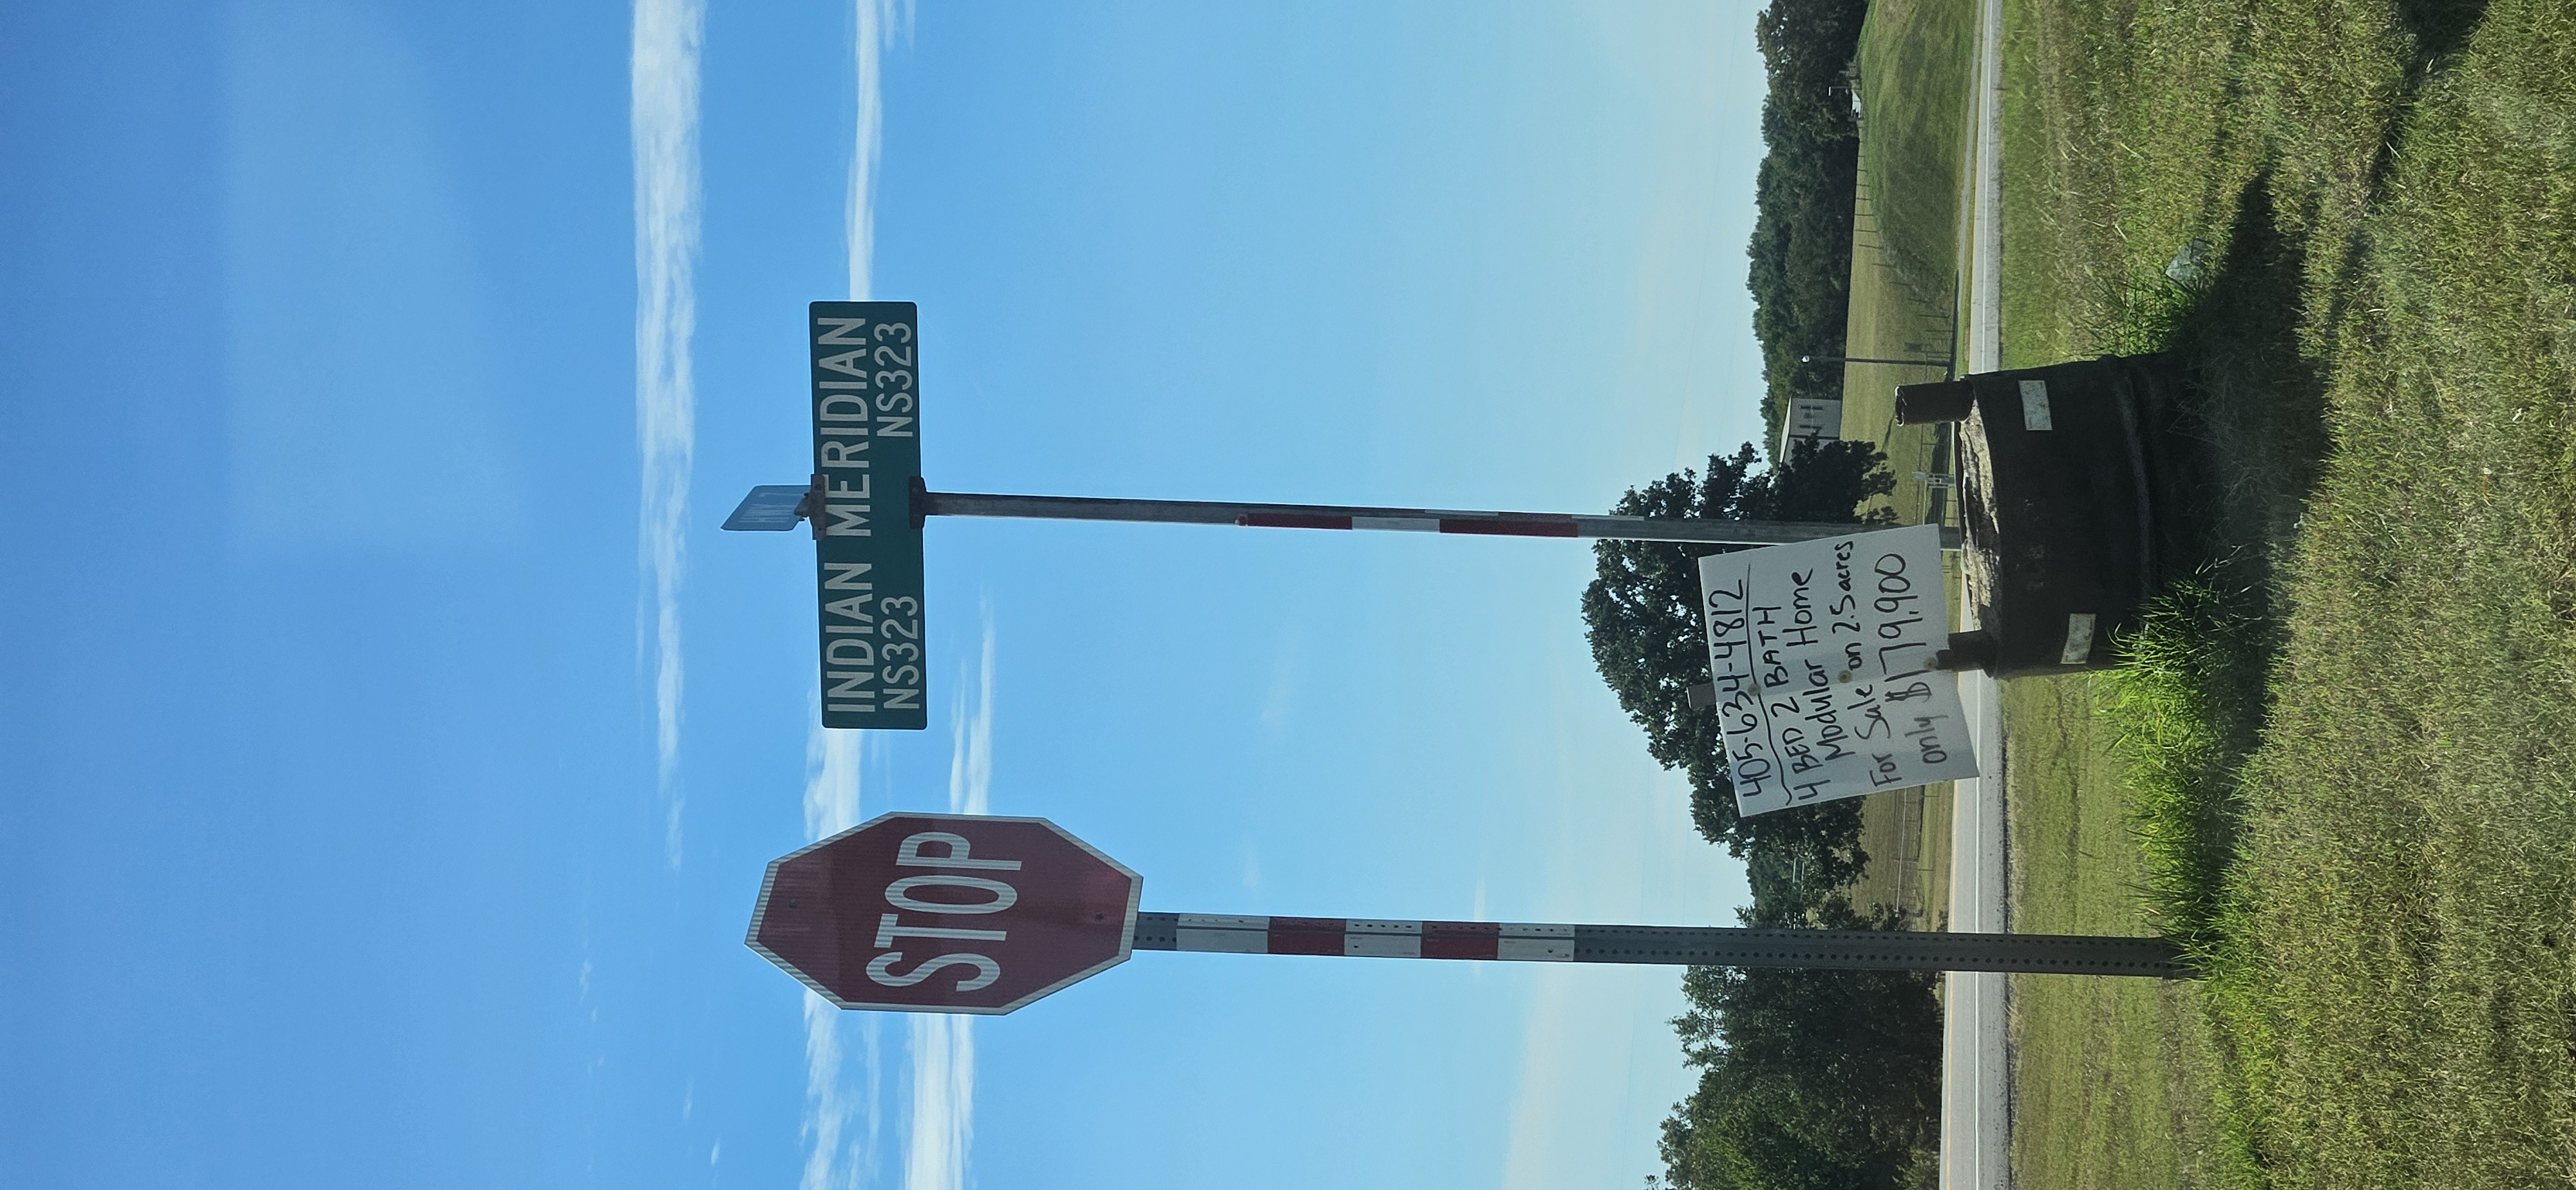 INDIAN MERIDIAN
NS323 NS323
STOP
405-634-4812
4 BED 2 BATH
Modular Home
For Sale on 2.5 acres
only $179,900